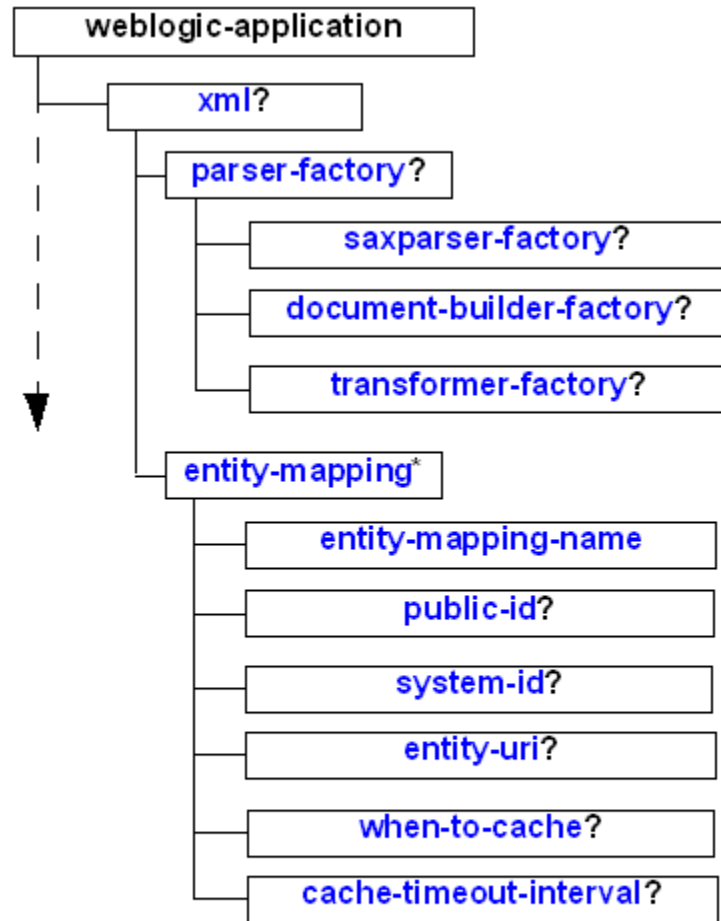 weblogic-application
xml?
parser-factory?
saxparser-factory?
document-builder-factory?
transformer-factory?
entity-mapping*
entity-mapping-name
public-id?
system-id?
entity-uri?
when-to-cache?
cache-timeout-interval?